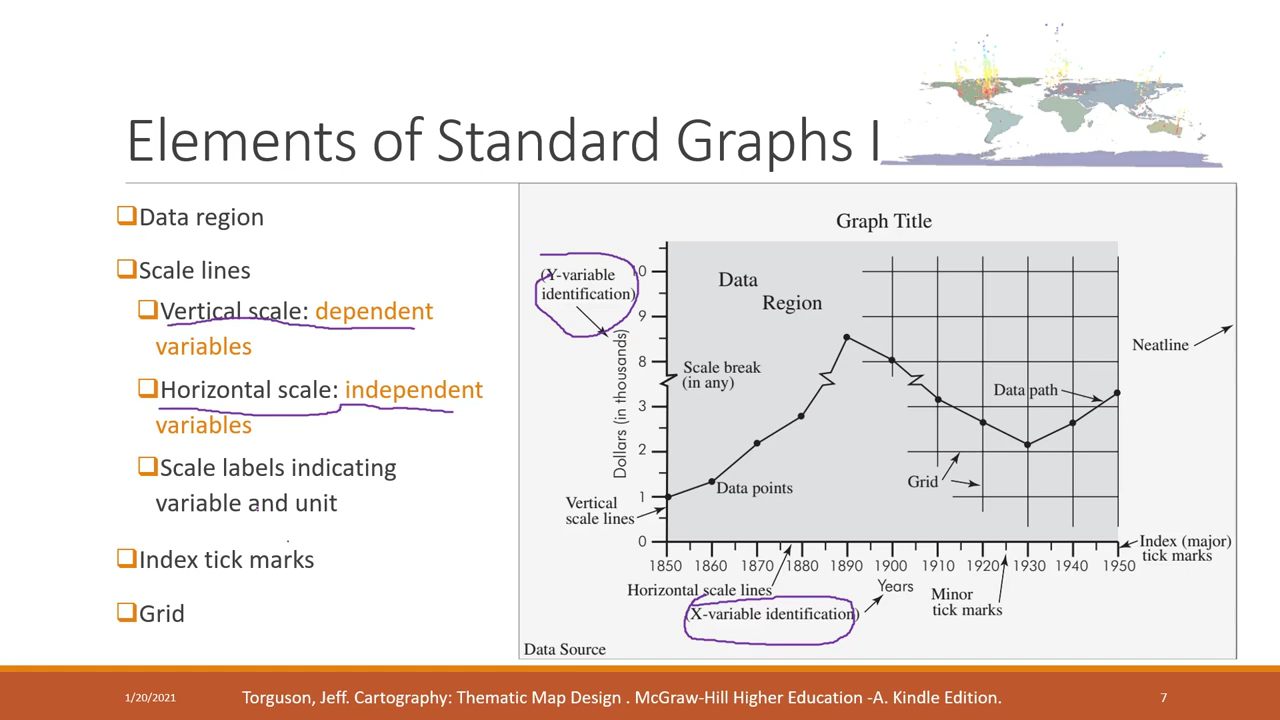 Elements of Standard Graphs I
❑Data region
❑Scale lines
❑Vertical scale: dependent
variables
❑Horizontal scale: independent
variables
❑Scale labels indicating
variable and unit
❑Index tick marks
❑Grid
Graph Title
(Y-variable
identification)
Data
Region
10
9
8
3
2
1
0
Dollars (in thousands)
Scale break
(in any)
Neatline
Data path
Data points
Grid
Vertical
scale lines
Index (major)
tick marks
1850 1860 1870 1880 1890 1900 1910 1920 1930 1940 1950
Horizontal scale lines
Years
Minor
tick marks
(X-variable identification)
Data Source
1/20/2021
Torguson, Jeff. Cartography: Thematic Map Design . McGraw-Hill Higher Education -A. Kindle Edition.
7